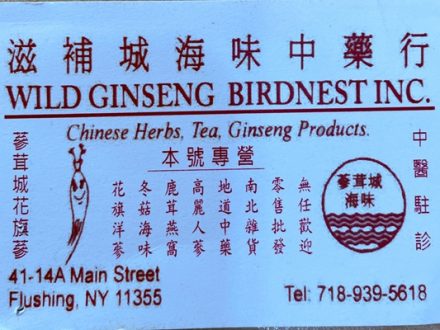 滋補城海味中藥行
WILD GINSENG BIRDNEST INC.
Chinese Herbs, Tea, Ginseng Products.
蔘茸城花旗蔘
本號專營
花旗洋蔘
冬菇海味
鹿茸燕窩
高麗人蔘
地道中藥
南北雜貨
零售批發
無任歡迎
蔘茸城
海味
中醫駐診
41-14A Main Street
Flushing, NY 11355
Tel: 718-939-5618